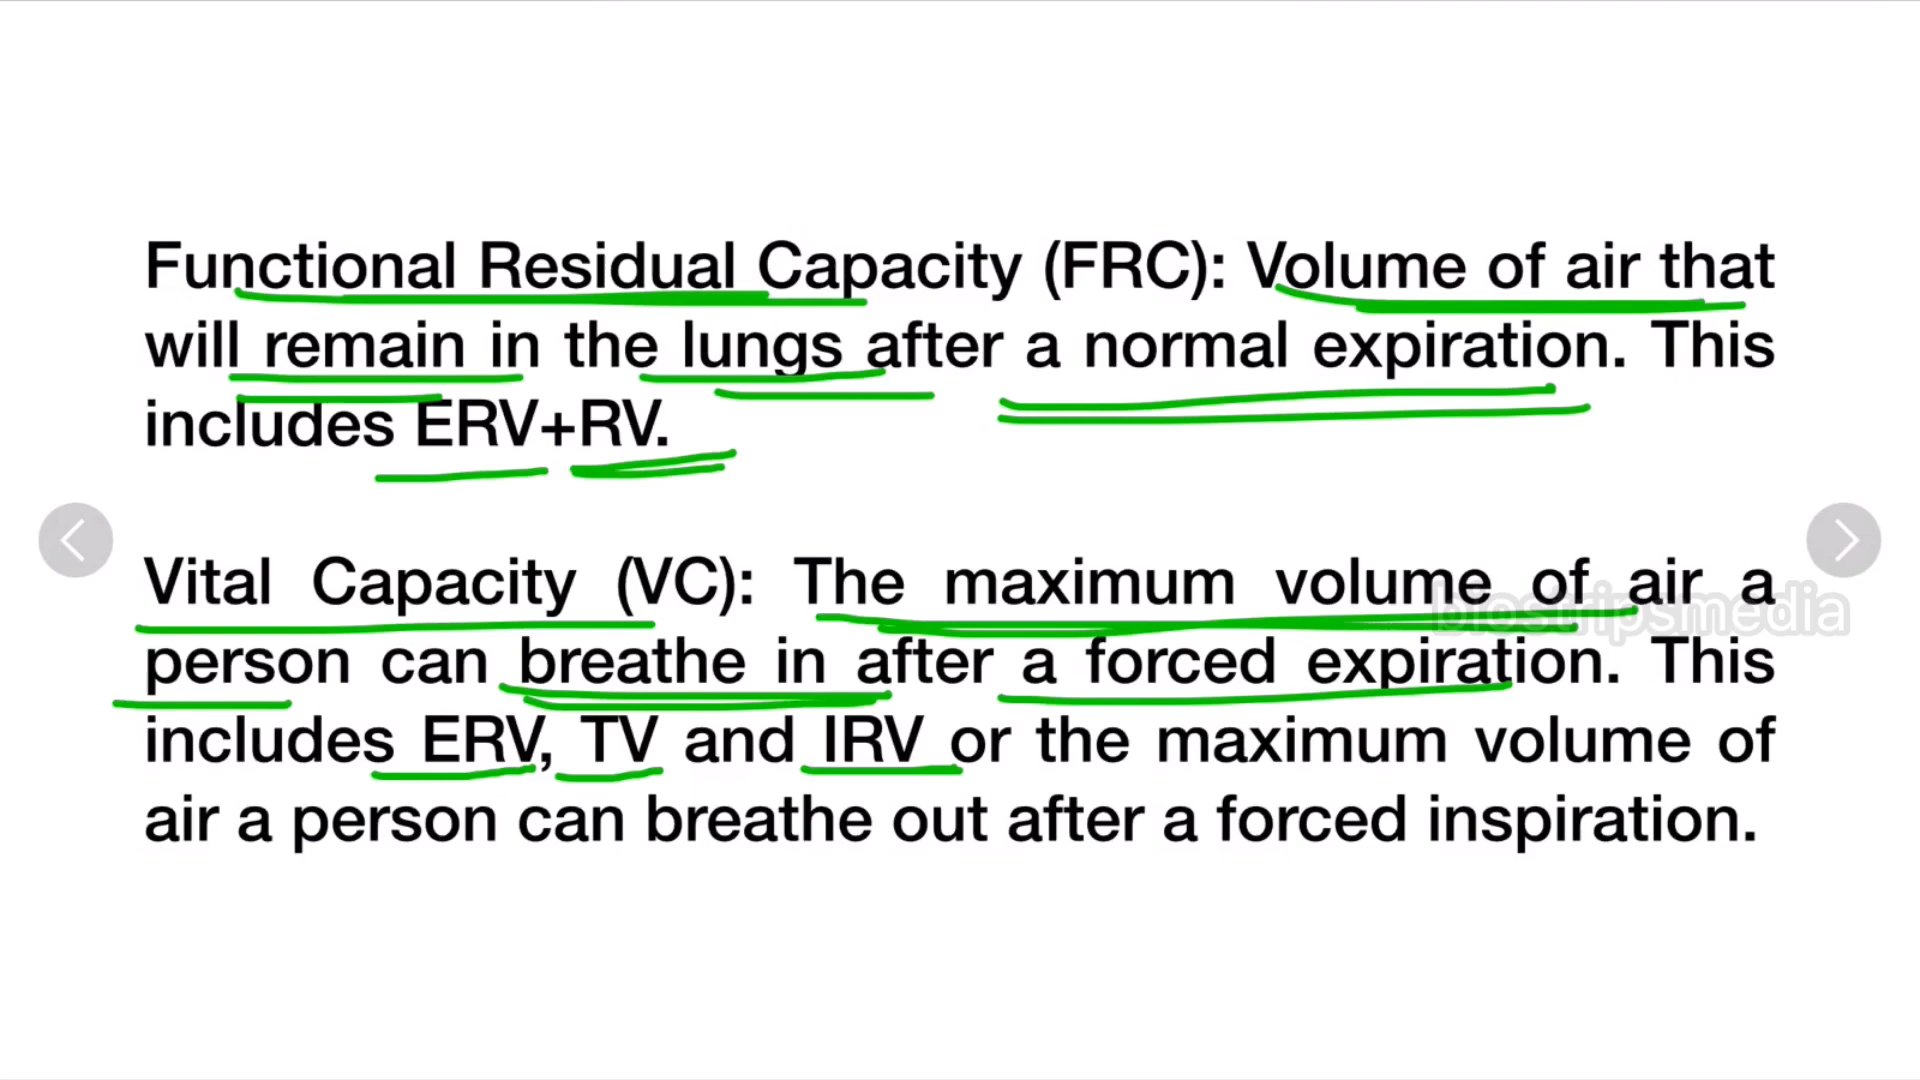 Functional Residual Capacity (FRC): Volume of air that
will remain in the lungs after a normal expiration. This
includes ERV+RV.
Vital Capacity (VC): The maximum volume of air a
biostripsmedia
person can breathe in after a forced expiration. This
includes ERV, TV and IRV or the maximum volume of
air a person can breathe out after a forced inspiration.